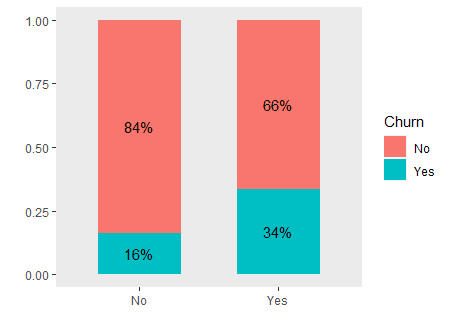 1.00
0.75
0.50
0.25
0.00
84%
16%
66%
34%
No
Yes
Churn
No
Yes